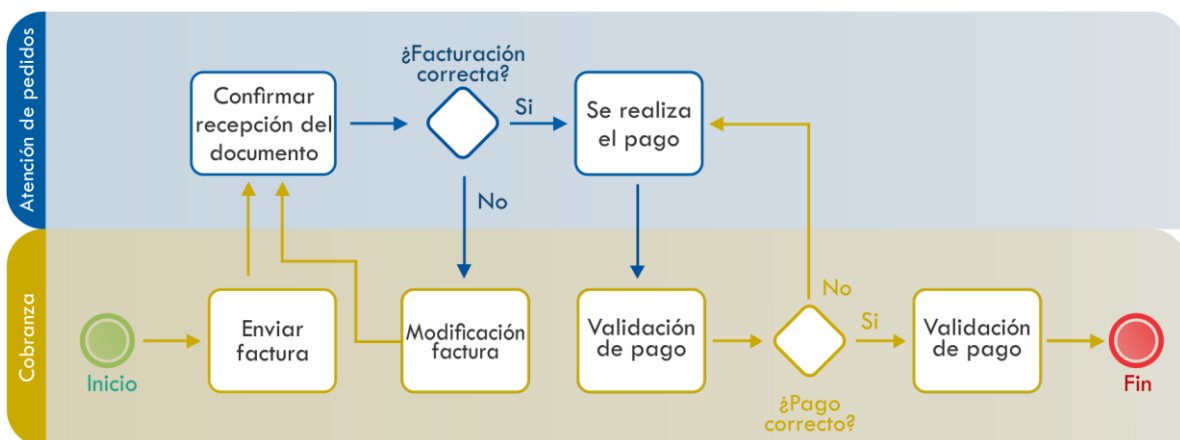 Atención de pedidos
¿Facturación
correcta?
Confirmar
recepción del
documento
Si
Se realiza
el pago
No
Cobranza
Inicio
Enviar
factura
Modificación
factura
Validación
de pago
No
Si
¿Pago
correcto?
Validación
de pago
Fin